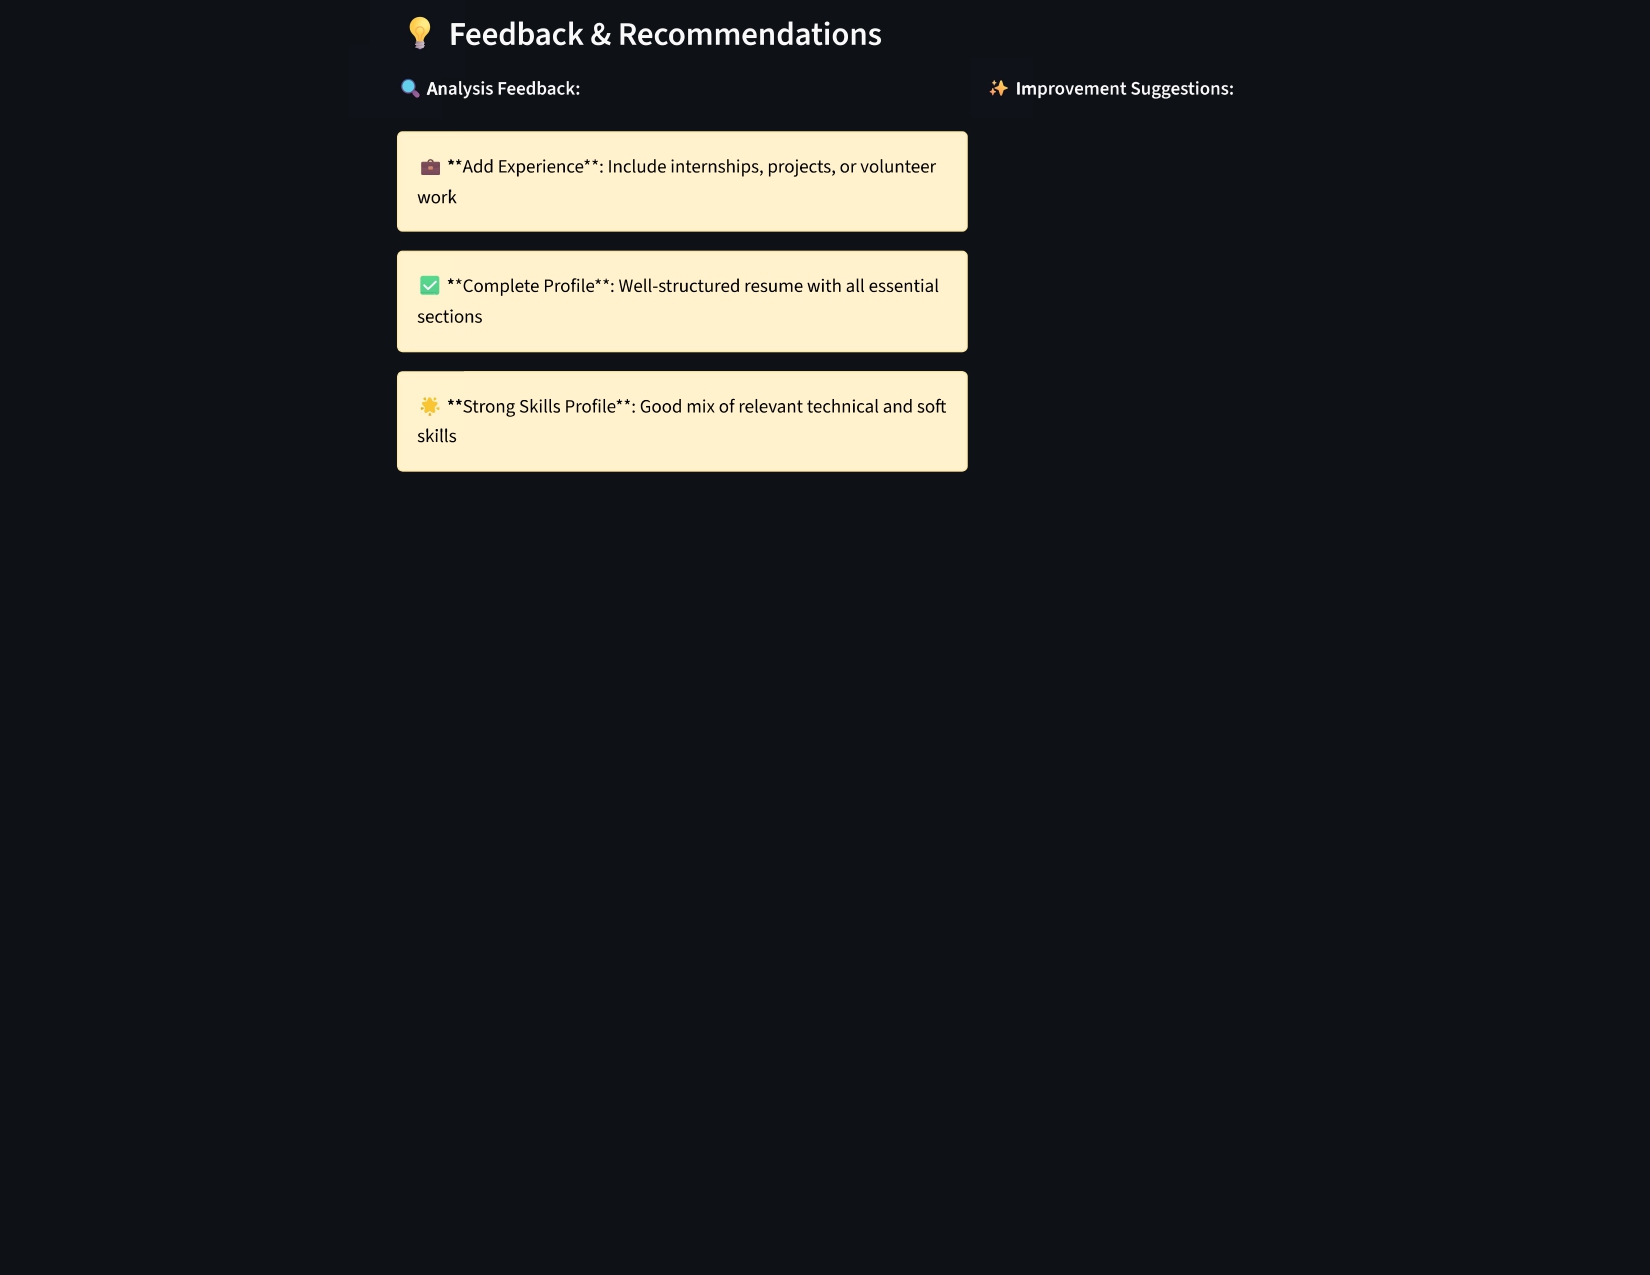 💡 Feedback & Recommendations
🔍 Analysis Feedback:
💼 **Add Experience**: Include internships, projects, or volunteer
work
✅ **Complete Profile**: Well-structured resume with all essential
sections
🌟 **Strong Skills Profile**: Good mix of relevant technical and soft
skills
✨ Improvement Suggestions: